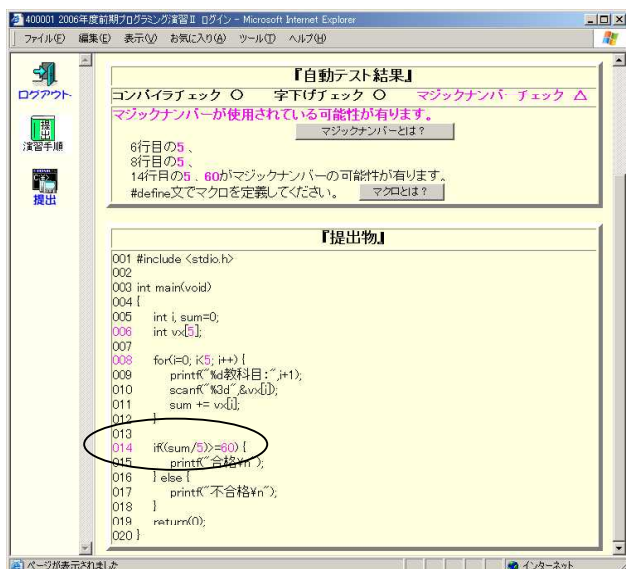 400001 2006年度前期プログラミング演習Ⅱ ログイン - Microsoft Internet Explorer
ファイル(F) 編集(E) 表示(V) お気に入り(A) ツール(T) ヘルプ(H)
ログアウト
提出
演習手順
提出
『自動テスト結果』
コンパイラチェック ○ 字下げチェック ○ マジックナンバーチェック △
マジックナンバーが使用されている可能性が有ります。
マジックナンバーとは?
6行目の5 、
8行目の5 、
14行目の5 、60がマジックナンバーの可能性が有ります。
#define文でマクロを定義してください。 マクロとは?
『提出物』
001 #include <stdio.h>
002
003 int main(void)
004 {
005 int i, sum=0;
006 int vx[5];
007
008 for(i=0; i<5; i++) {
009 printf("%d教科目:",i+1);
010 scanf("%3d",&vx[i]);
011 sum += vx[i];
012 }
013
014 if((sum/5)>=60) {
015 printf("合格¥n");
016 } else {
017 printf("不合格¥n");
018 }
019 return(0);
020 }
ページが表示されました インターネット